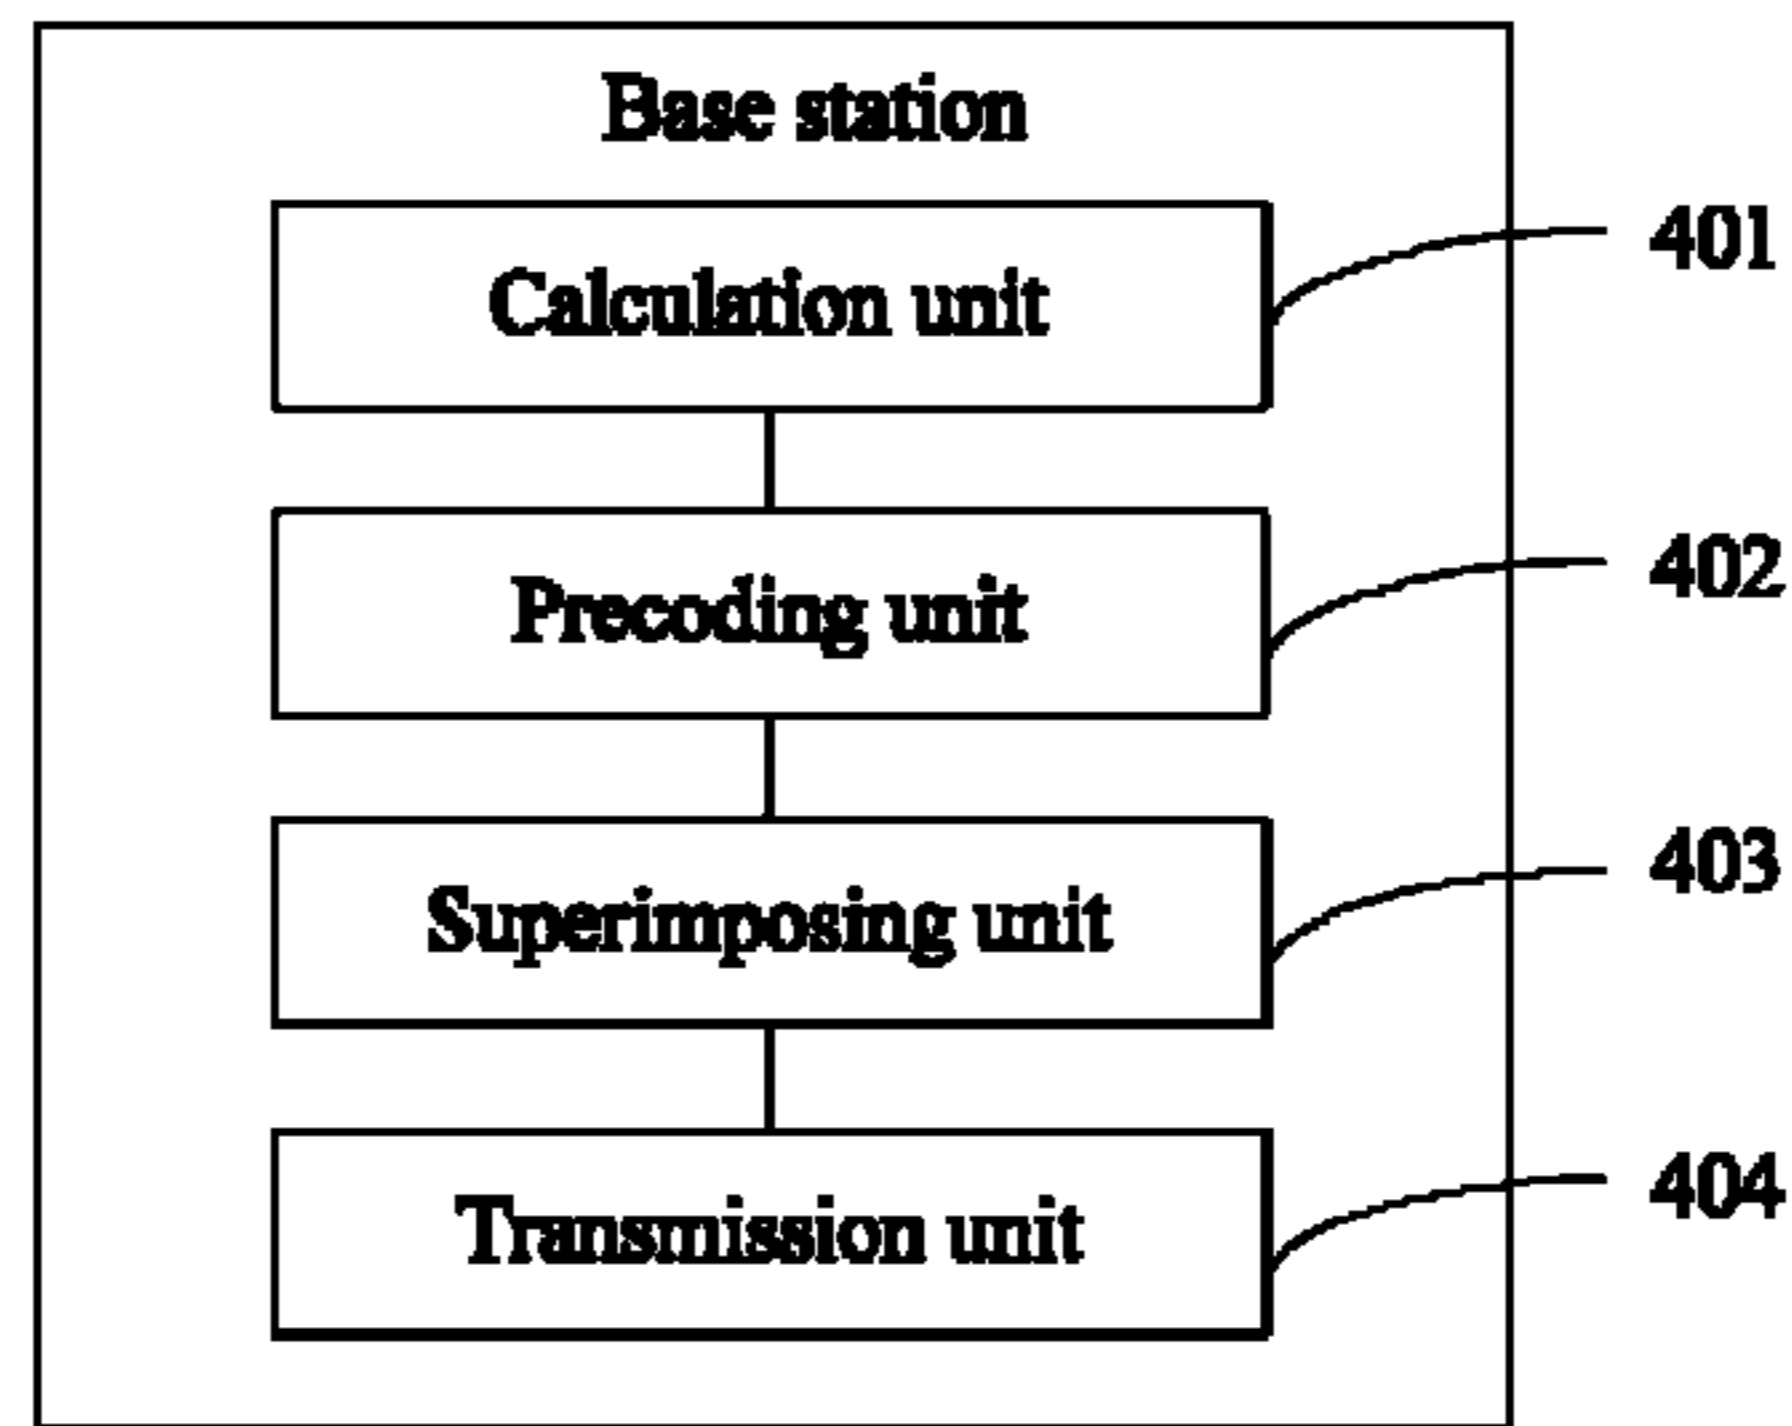 Base station
Calculation unit
401
Precoding unit
402
Superimposing unit
403
Transmission unit
404